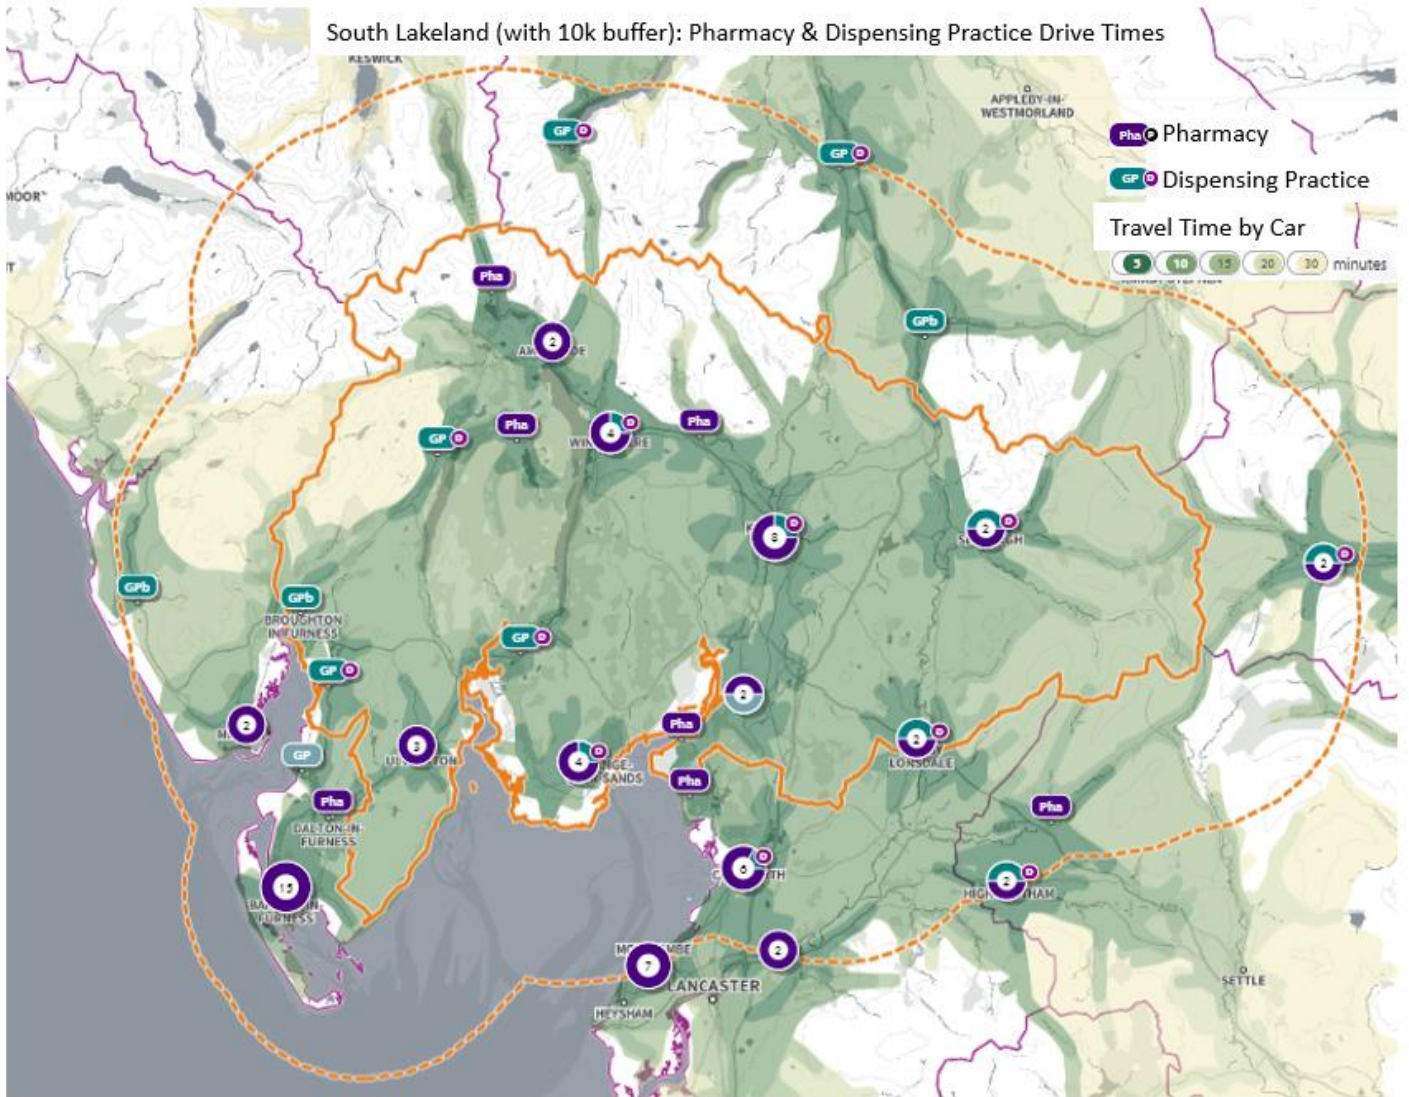 South Lakeland (with 10k buffer): Pharmacy & Dispensing Practice Drive Times
KESWICK
APPLEBY-IN-
WESTMORLAND
Pha P Pharmacy
GP D
GP D
GP D Dispensing Practice
MOOR
Travel Time by Car
5 10 15 20 30 minutes
Pha
GPb
2
Pha
Pha
4 D
GP D
8 D
2 D
2 D
GPb
GPb
BROUGHTON
IN FURNESS
GP D
GP D
2
2
Pha
3
GP
2 D
LONSDALE
4 D
SANDS
Pha
Pha
Pha
DALTON-IN-
FURNESS
6 D
2 D
15
FURNESS
2
7
LANCASTER
SETTLE
HEYSHAM